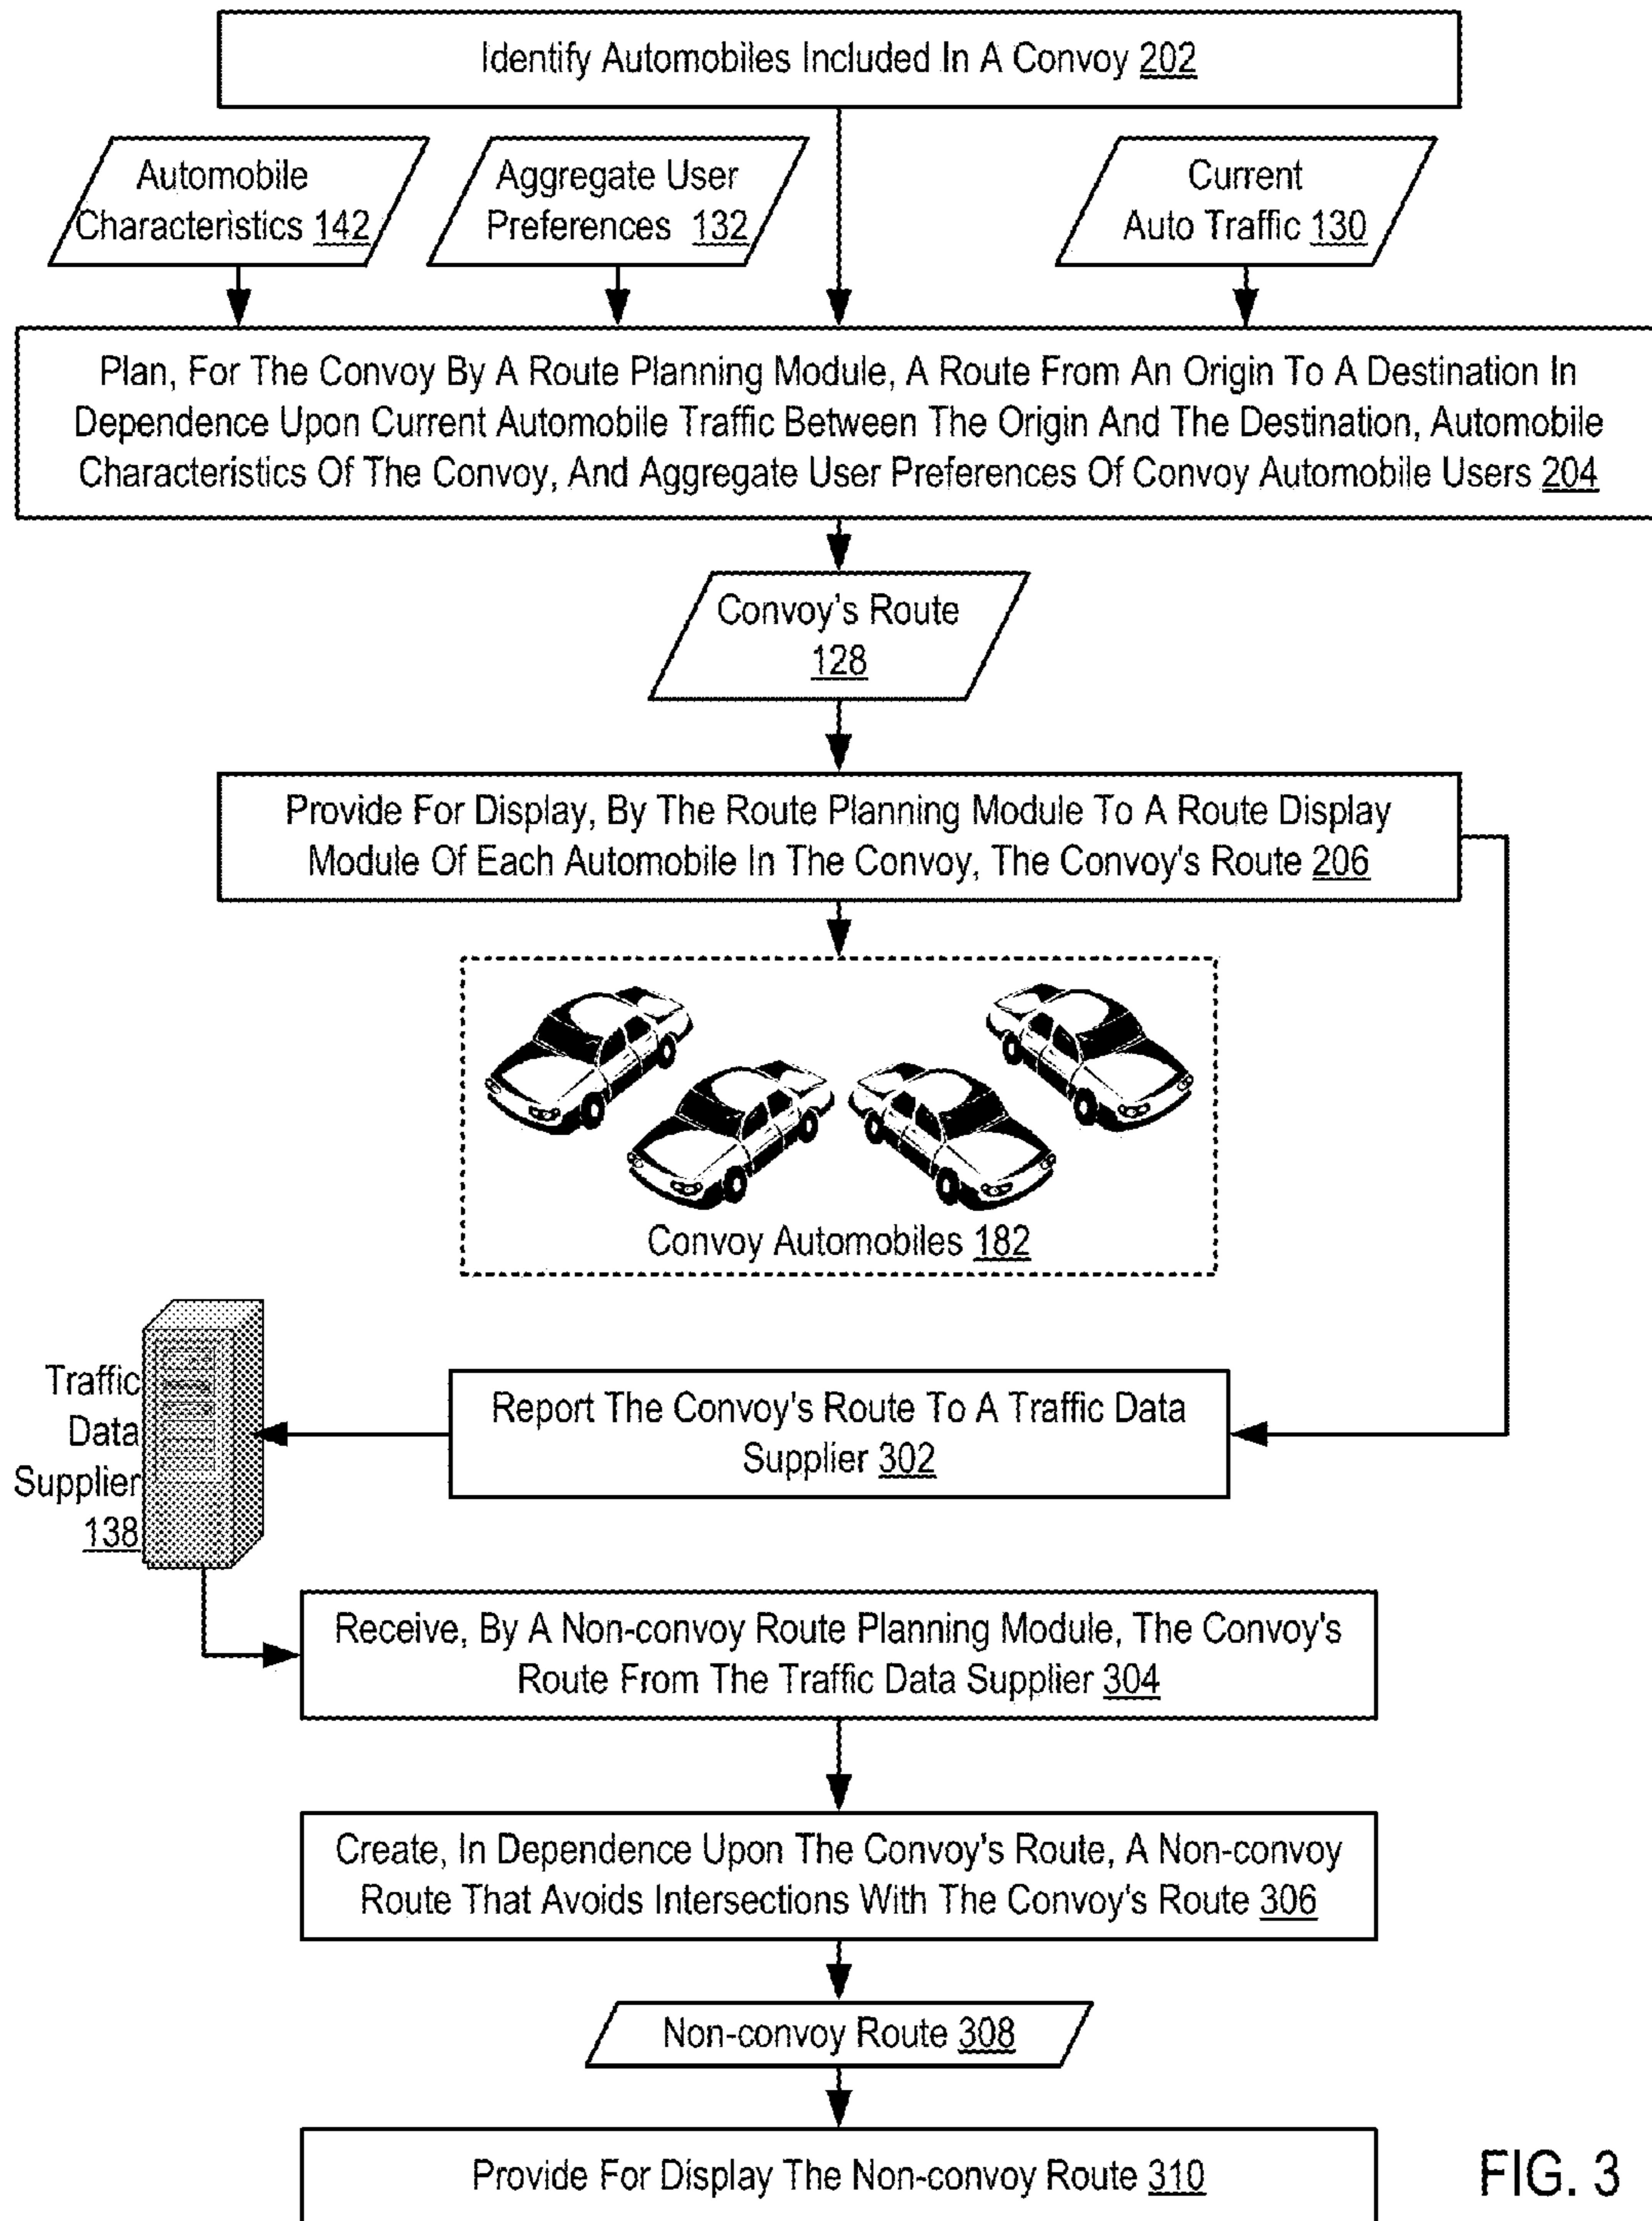 Identify Automobiles Included In A Convoy 202
Automobile
Characteristics 142
Aggregate User
Preferences 132
Current
Auto Traffic 130
Plan, For The Convoy By A Route Planning Module, A Route From An Origin To A Destination In
Dependence Upon Current Automobile Traffic Between The Origin And The Destination, Automobile
Characteristics Of The Convoy, And Aggregate User Preferences Of Convoy Automobile Users 204
Convoy's Route
128
Provide For Display, By The Route Planning Module To A Route Display
Module Of Each Automobile In The Convoy, The Convoy's Route 206
Convoy Automobiles 182
Traffic
Data
Supplier
138
Report The Convoy's Route To A Traffic Data
Supplier 302
Receive, By A Non-convoy Route Planning Module, The Convoy's
Route From The Traffic Data Supplier 304
Create, In Dependence Upon The Convoy's Route, A Non-convoy
Route That Avoids Intersections With The Convoy's Route 306
Non-convoy Route 308
Provide For Display The Non-convoy Route 310
FIG. 3